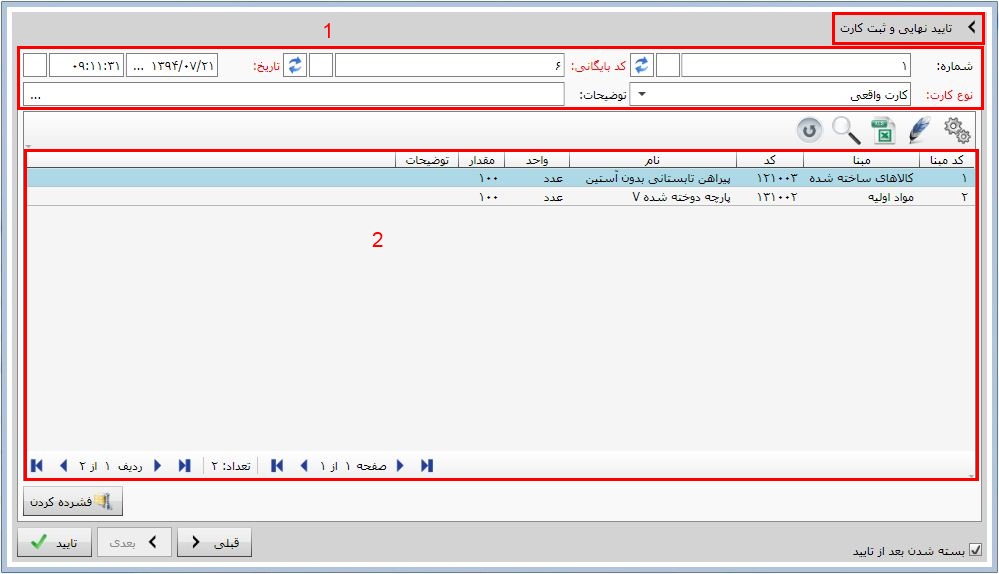 تایید نهایی و ثبت کارت
1
شماره: ۱ کد بایگانی: ۶ تاریخ: ۱۳۹۴/۰۷/۲۱ ... ۰۹:۱۱:۳۱
نوع کارت: کارت واقعی توضیحات: ...
کد مبنا مبنا کد نام واحد مقدار توضیحات
۱ کالاهای ساخته شده ۱۲۱۰۰۳ پیراهن تابستانی بدون آستین عدد ۱۰۰
۲ مواد اولیه ۱۳۱۰۰۲ پارچه دوخته شده V عدد ۱۰۰
2
صفحه ۱ از ۱ تعداد: ۲ ردیف ۱ از ۲
فشرده کردن
قبلی بعدی تایید
بسته شدن بعد از تایید